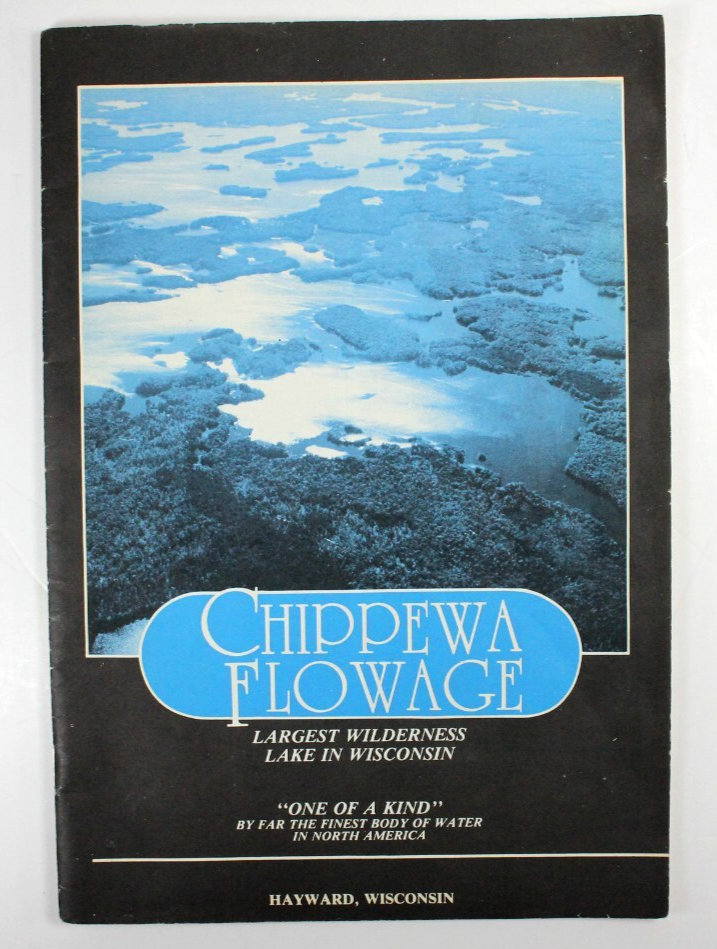 CHIPPEWA
FLOWAGE
LARGEST WILDERNESS
LAKE IN WISCONSIN
“ONE OF A KIND”
BY FAR THE FINEST BODY OF WATER
IN NORTH AMERICA
HAYWARD, WISCONSIN